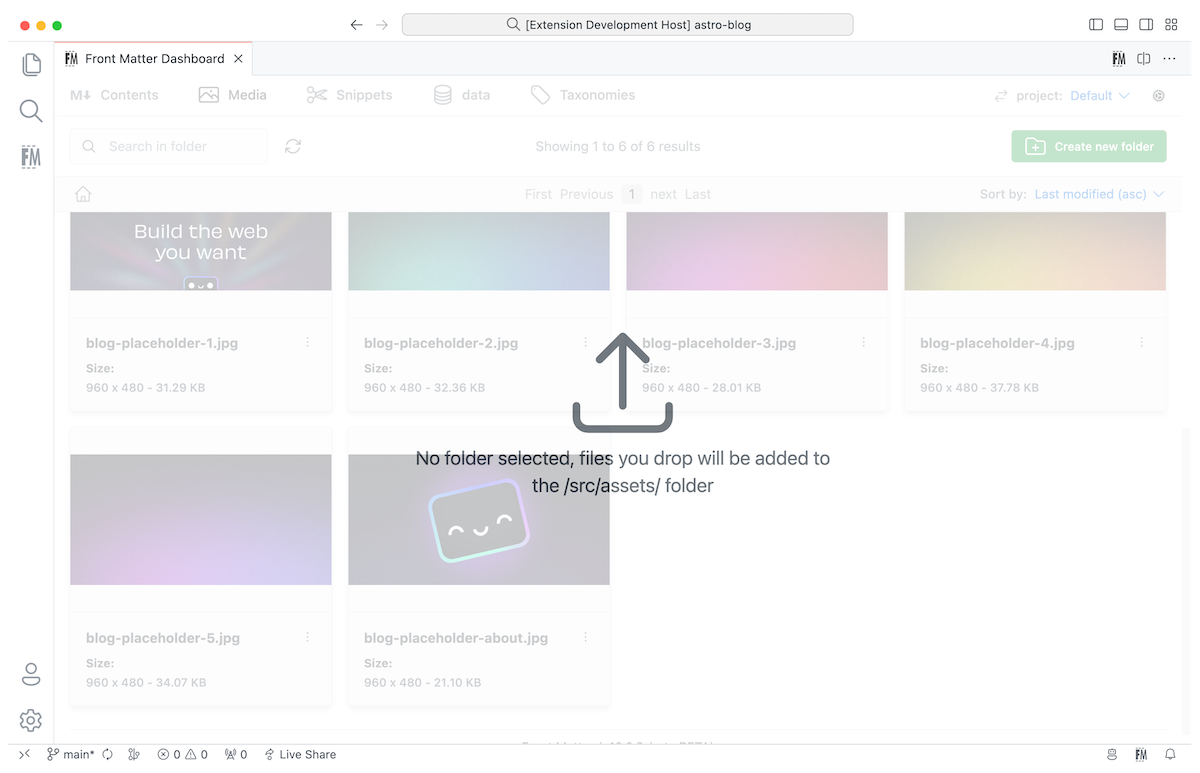 [Extension Development Host] astro-blog
FM Front Matter Dashboard
FM
M↓ Contents Media Snippets data Taxonomies project: Default
Search in folder Showing 1 to 6 of 6 results Create new folder
FM
First Previous 1 next Last Sort by: Last modified (asc)
Build the web
you want
blog-placeholder-1.jpg blog-placeholder-2.jpg blog-placeholder-3.jpg blog-placeholder-4.jpg
Size: Size: Size: Size:
960 x 480 - 31.29 KB 960 x 480 - 32.36 KB 960 x 480 - 28.01 KB 960 x 480 - 37.78 KB
No folder selected, files you drop will be added to
the /src/assets/ folder
blog-placeholder-5.jpg blog-placeholder-about.jpg
Size: Size:
960 x 480 - 34.07 KB 960 x 480 - 21.10 KB
main* 0 0 0 Live Share FM